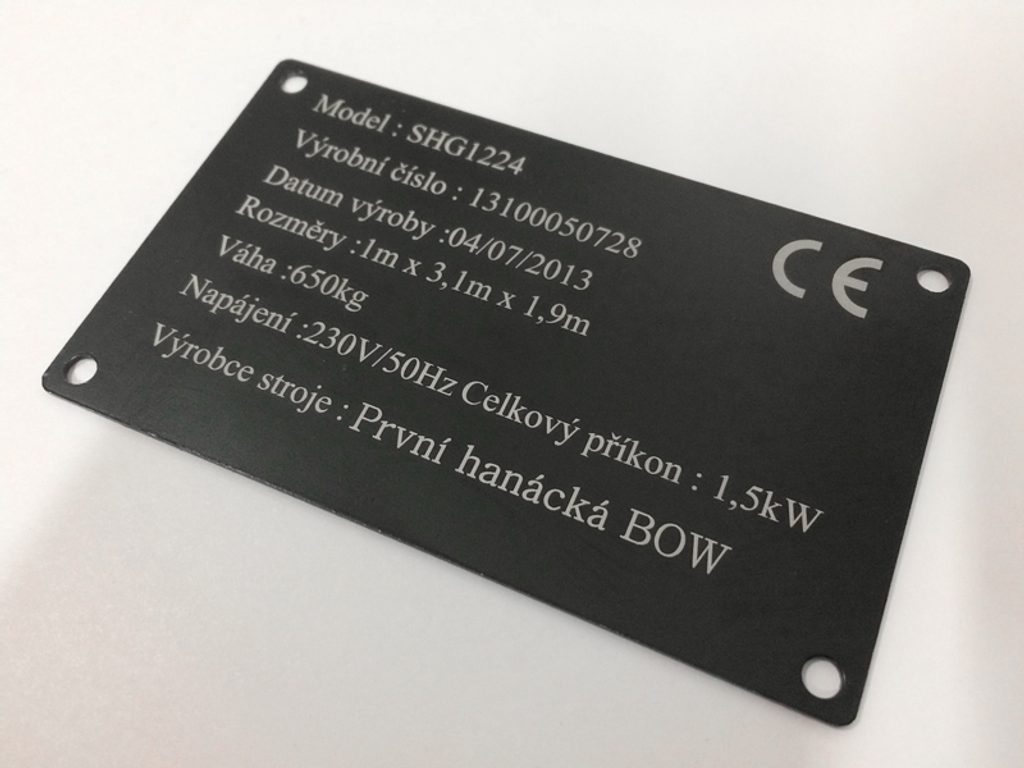 Model : SHG1224
Výrobní číslo : 13100050728
Datum výroby :04/07/2013
Rozměry :1m x 3,1m x 1,9m
Váha :650kg
Napájení :230V/50Hz Celkový příkon : 1,5kW
Výrobce stroje : První hanácká BOW
CE